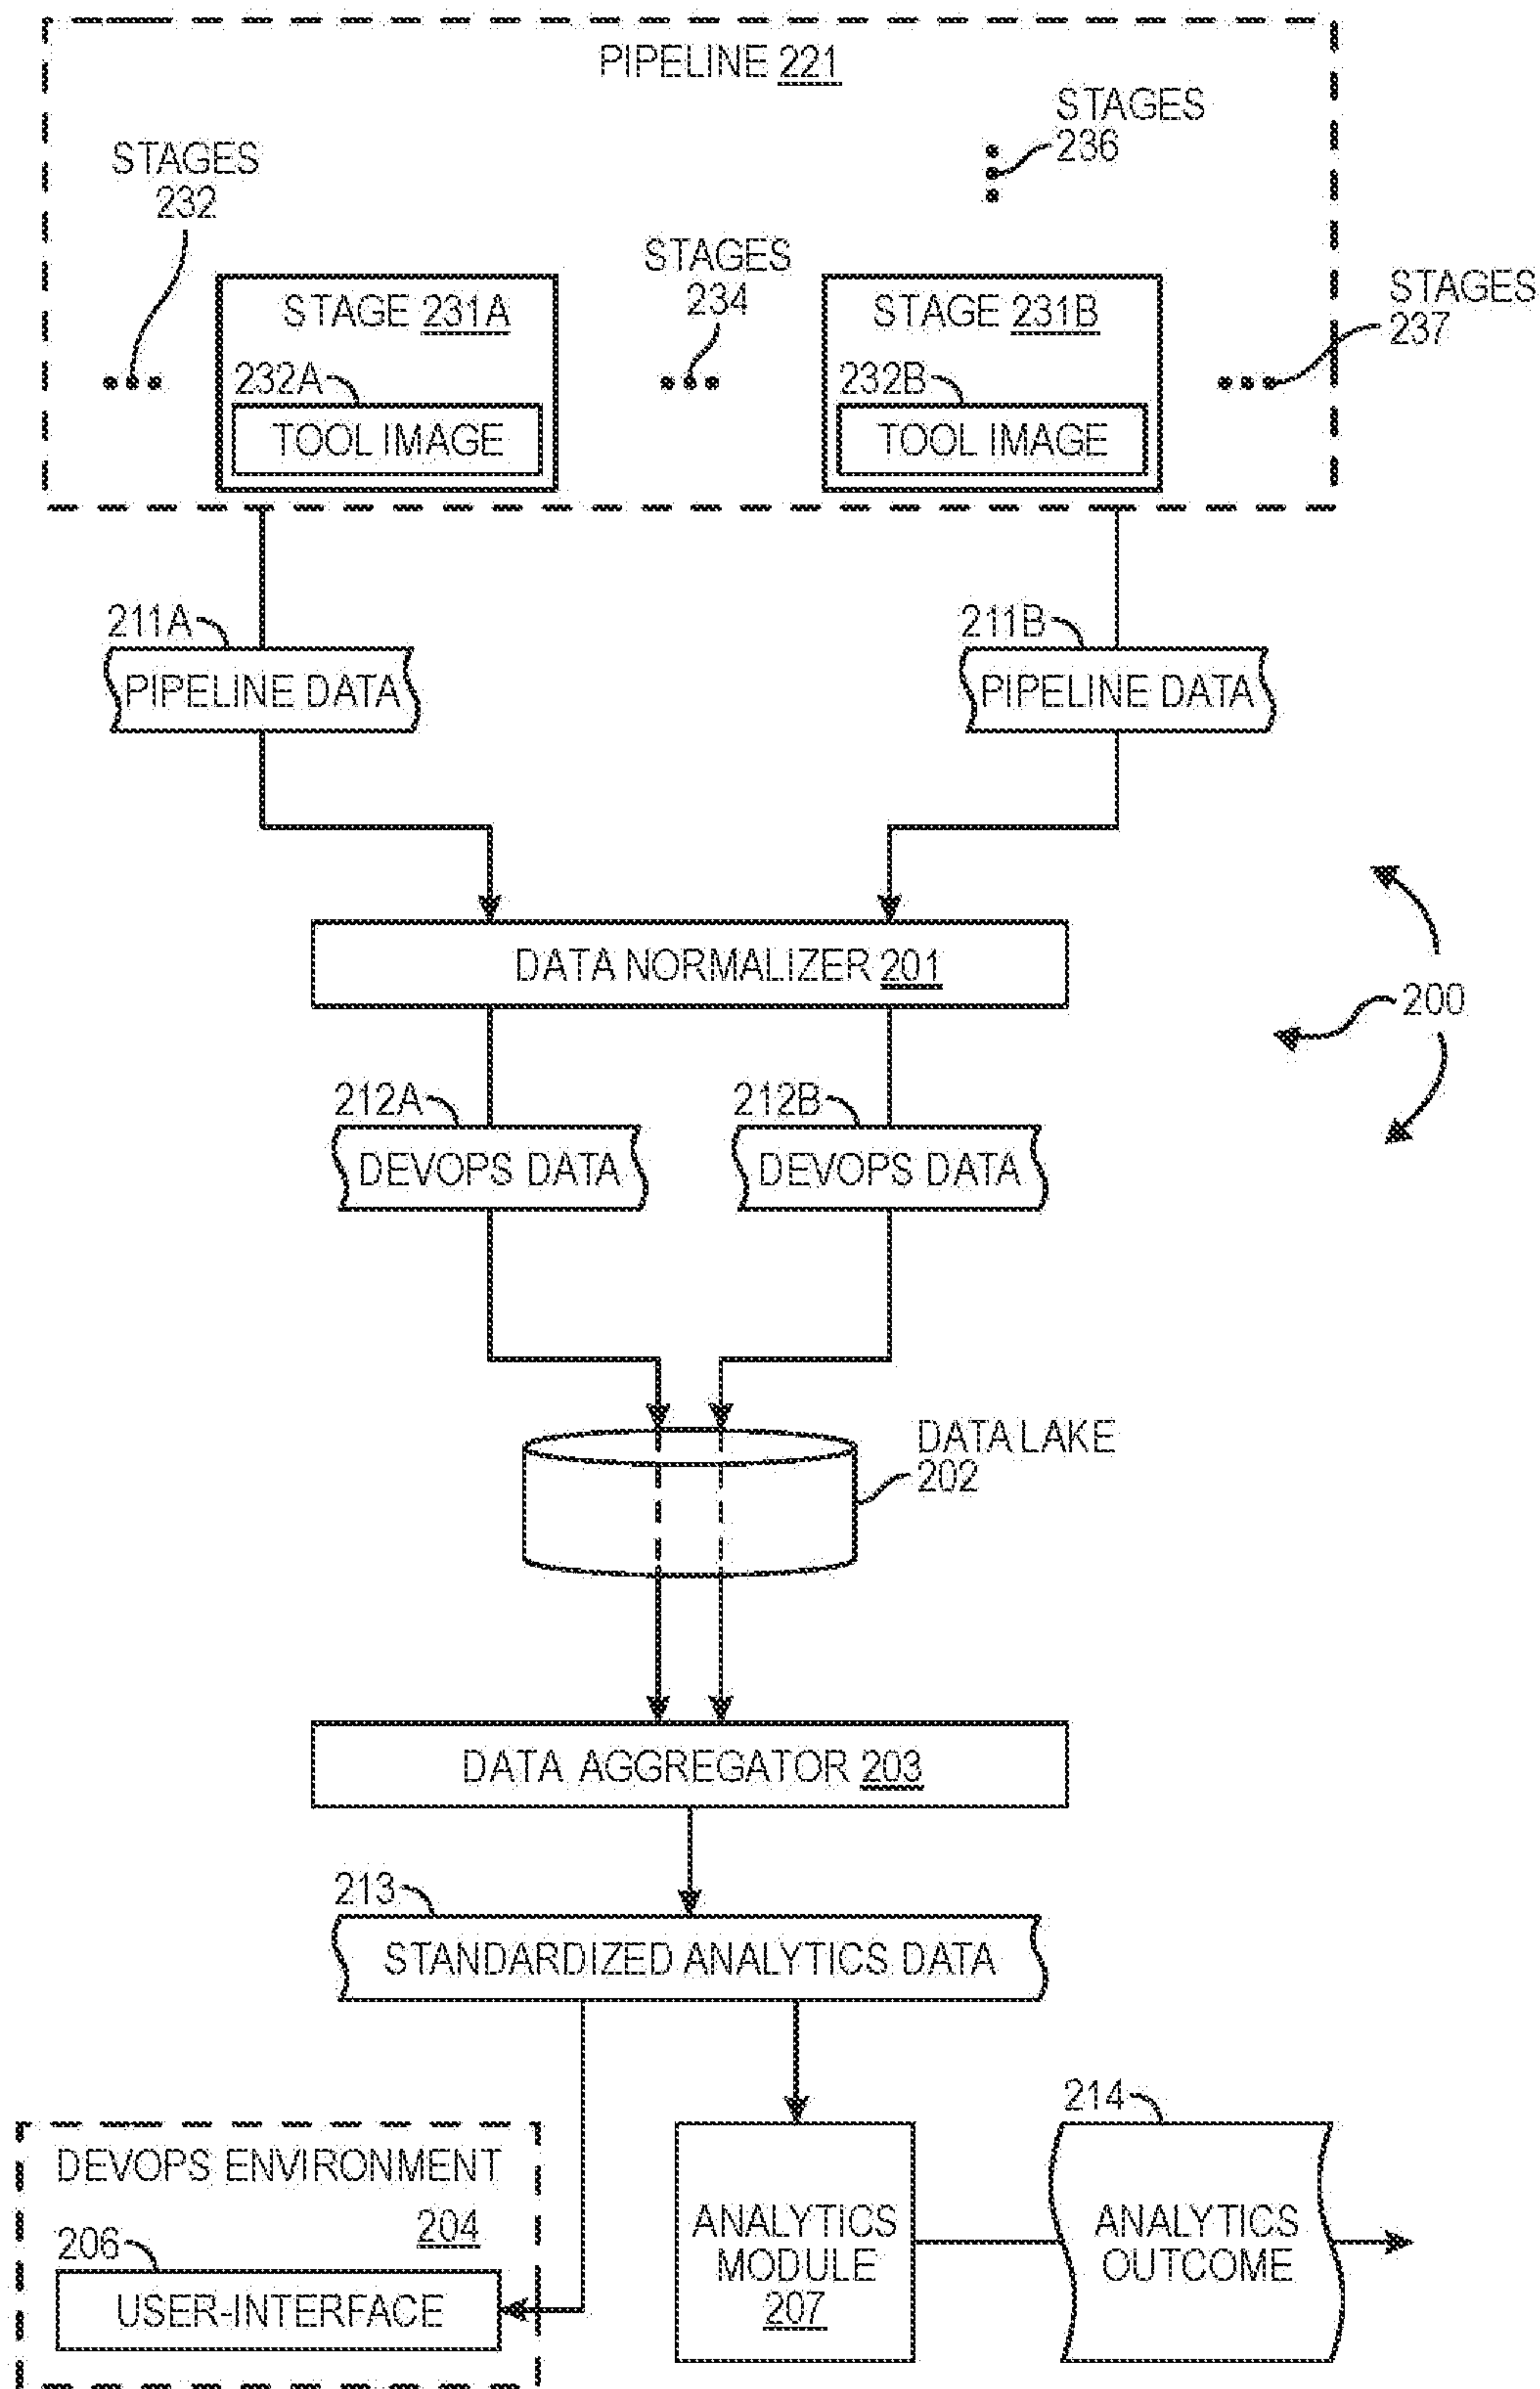 PIPELINE 221
STAGES
236
STAGES
232
STAGES
234
STAGES
237
STAGE 231A
STAGE 231B
232A
232B
TOOL IMAGE
TOOL IMAGE
211A
211B
PIPELINE DATA
PIPELINE DATA
DATA NORMALIZER 201
200
212A
212B
DEVOPS DATA
DEVOPS DATA
DATA LAKE
202
DATA AGGREGATOR 203
213
STANDARDIZED ANALYTICS DATA
214
DEVOPS ENVIRONMENT
204
206
USER-INTERFACE
ANALYTICS
MODULE
207
ANALYTICS
OUTCOME